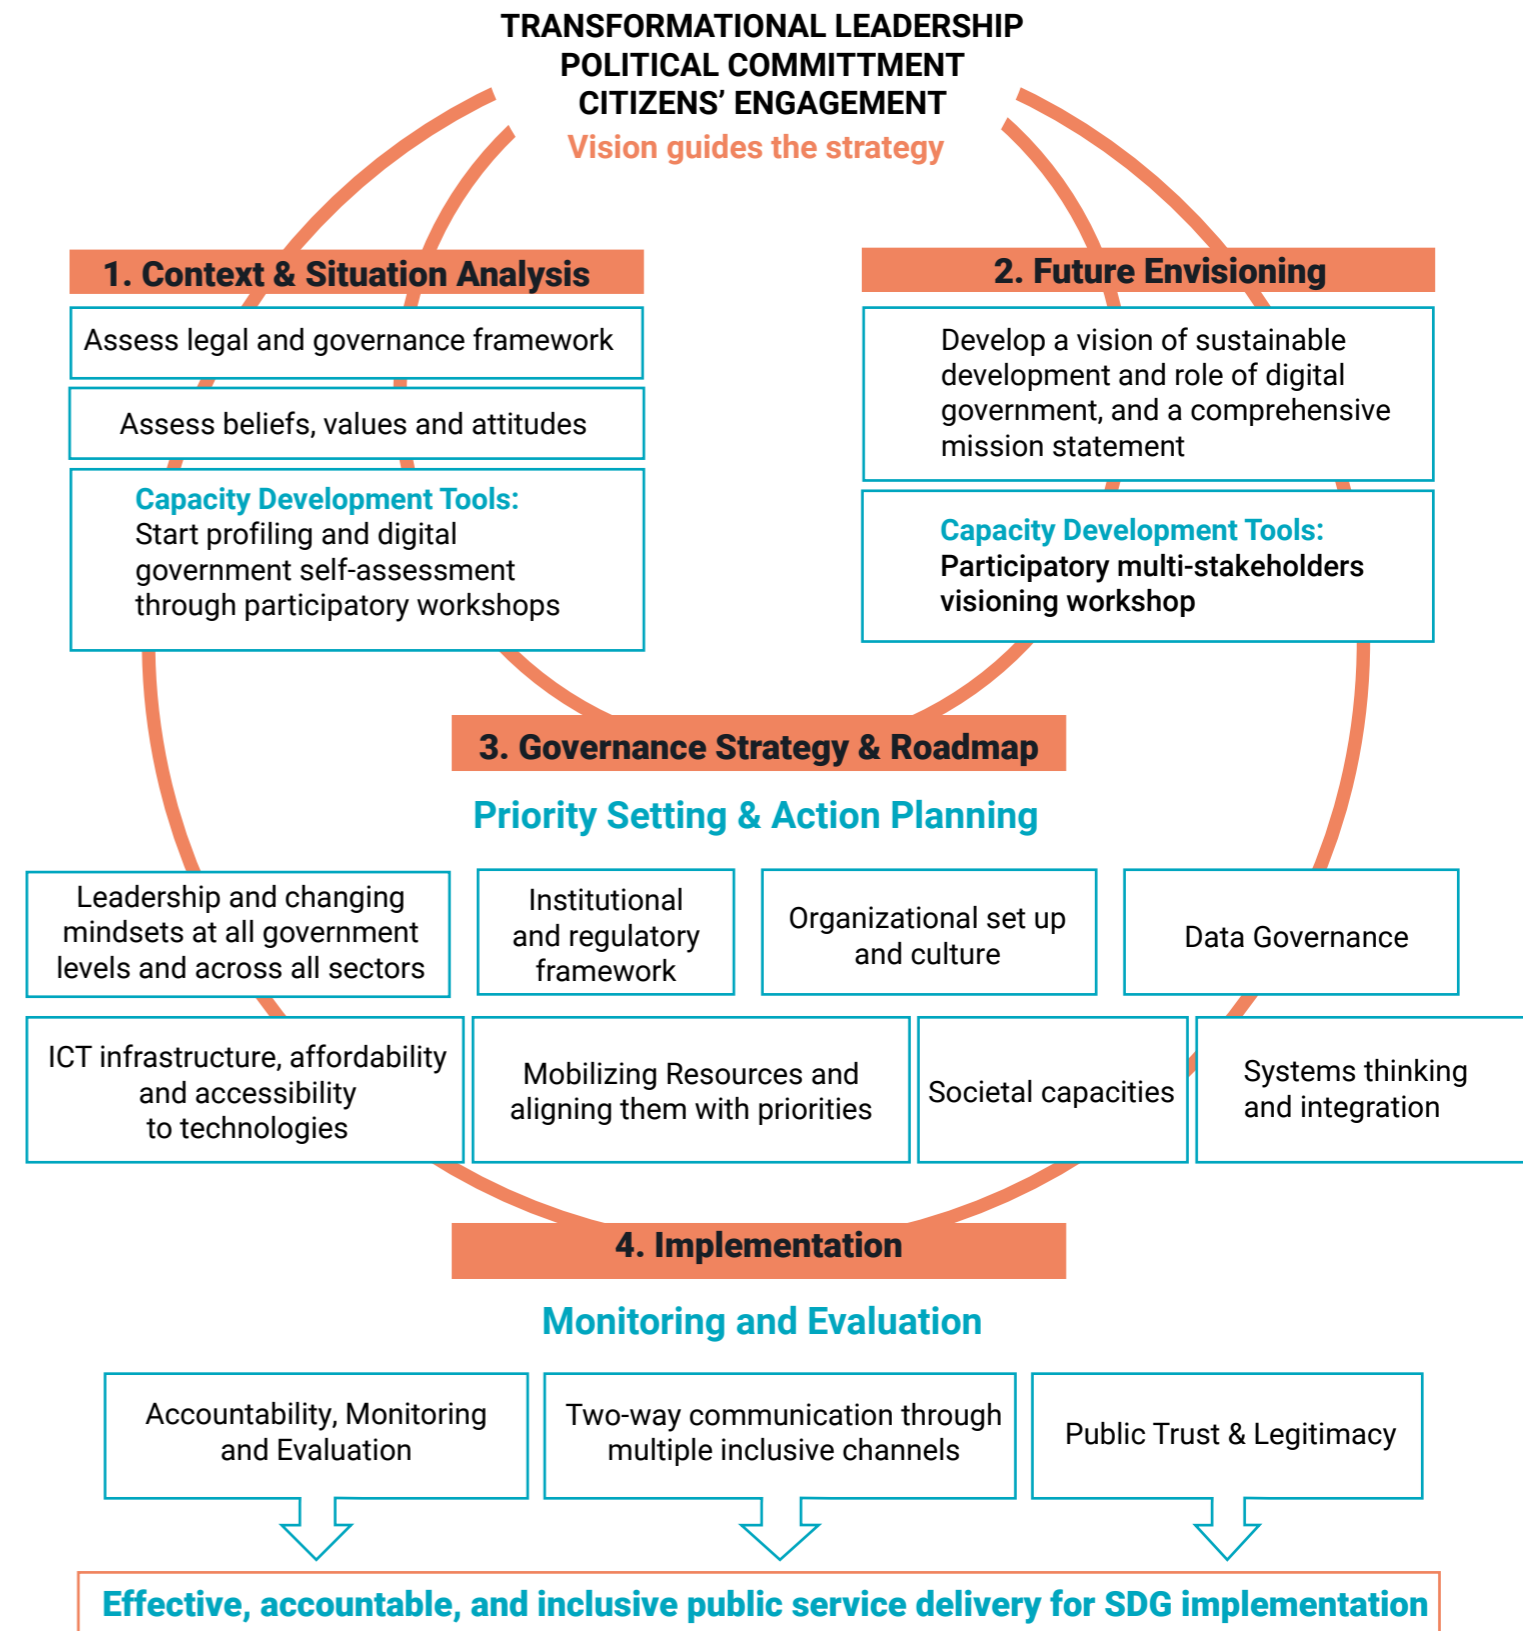 TRANSFORMATIONAL LEADERSHIP
POLITICAL COMMITTMENT
CITIZENS’ ENGAGEMENT
Vision guides the strategy
1. Context & Situation Analysis
Assess legal and governance framework
Assess beliefs, values and attitudes
Capacity Development Tools:
Start profiling and digital
government self-assessment
through participatory workshops
2. Future Envisioning
Develop a vision of sustainable
development and role of digital
government, and a comprehensive
mission statement
Capacity Development Tools:
Participatory multi-stakeholders
visioning workshop
3. Governance Strategy & Roadmap
Priority Setting & Action Planning
Leadership and changing
mindsets at all government
levels and across all sectors
Institutional
and regulatory
framework
Organizational set up
and culture
Data Governance
ICT infrastructure, affordability
and accessibility
to technologies
Mobilizing Resources and
aligning them with priorities
Societal capacities
Systems thinking
and integration
4. Implementation
Monitoring and Evaluation
Accountability, Monitoring
and Evaluation
Two-way communication through
multiple inclusive channels
Public Trust & Legitimacy
Effective, accountable, and inclusive public service delivery for SDG implementation